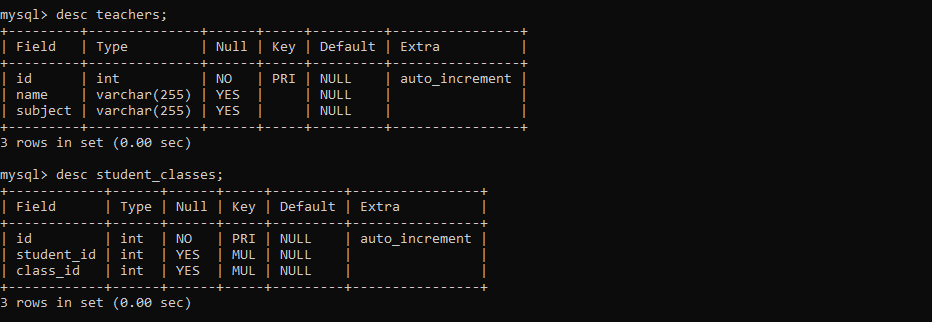 mysql> desc teachers;
+---------+--------------+------+-----+---------+----------------+
| Field   | Type         | Null | Key | Default | Extra          |
+---------+--------------+------+-----+---------+----------------+
| id      | int          | NO   | PRI | NULL    | auto_increment |
| name    | varchar(255) | YES  |     | NULL    |                |
| subject | varchar(255) | YES  |     | NULL    |                |
+---------+--------------+------+-----+---------+----------------+
3 rows in set (0.00 sec)

mysql> desc student_classes;
+------------+------+------+-----+---------+----------------+
| Field      | Type | Null | Key | Default | Extra          |
+------------+------+------+-----+---------+----------------+
| id         | int  | NO   | PRI | NULL    | auto_increment |
| student_id | int  | YES  | MUL | NULL    |                |
| class_id   | int  | YES  | MUL | NULL    |                |
+------------+------+------+-----+---------+----------------+
3 rows in set (0.00 sec)